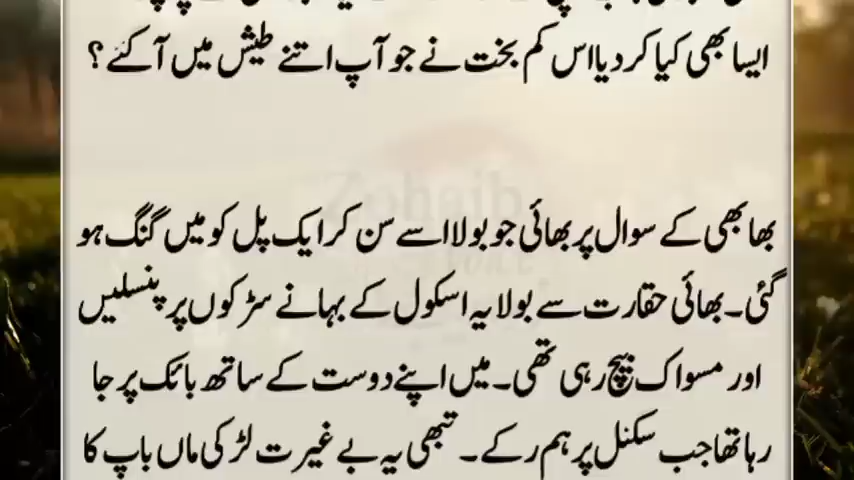 ایسا بھی کیا کر دیا اس کم بخت نے جو آپ اتنے طیش میں آ گئے؟
Zohaib
بھابھی کے سوال پر بھائی جو بولا اسے سن کر ایک پل کو میں گنگ ہو
گئی۔ بھائی حقارت سے بولا یہ اسکول کے بہانے سڑکوں پر پنسلیں
اور مسواک بیچ رہی تھی۔ میں اپنے دوست کے ساتھ بائک پر جا
رہا تھا جب سگنل پر ہم رکے۔ تبھی یہ بے غیرت لڑکی ماں باپ کا